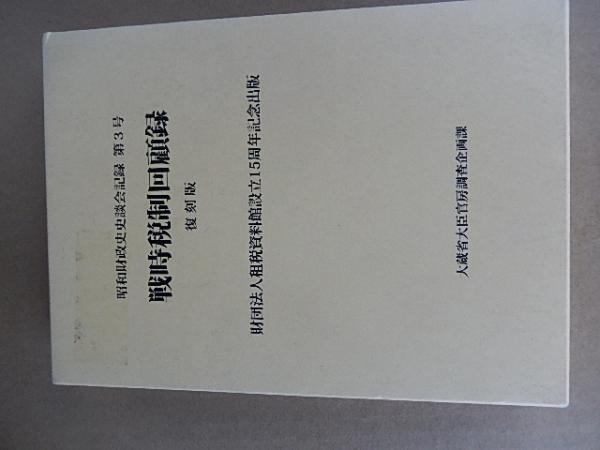 昭和財政史史談会記録 第3号
戦時税制回顧録
復刻版
財団法人租税資料館設立15周年記念出版
大蔵省大臣官房調査企画課